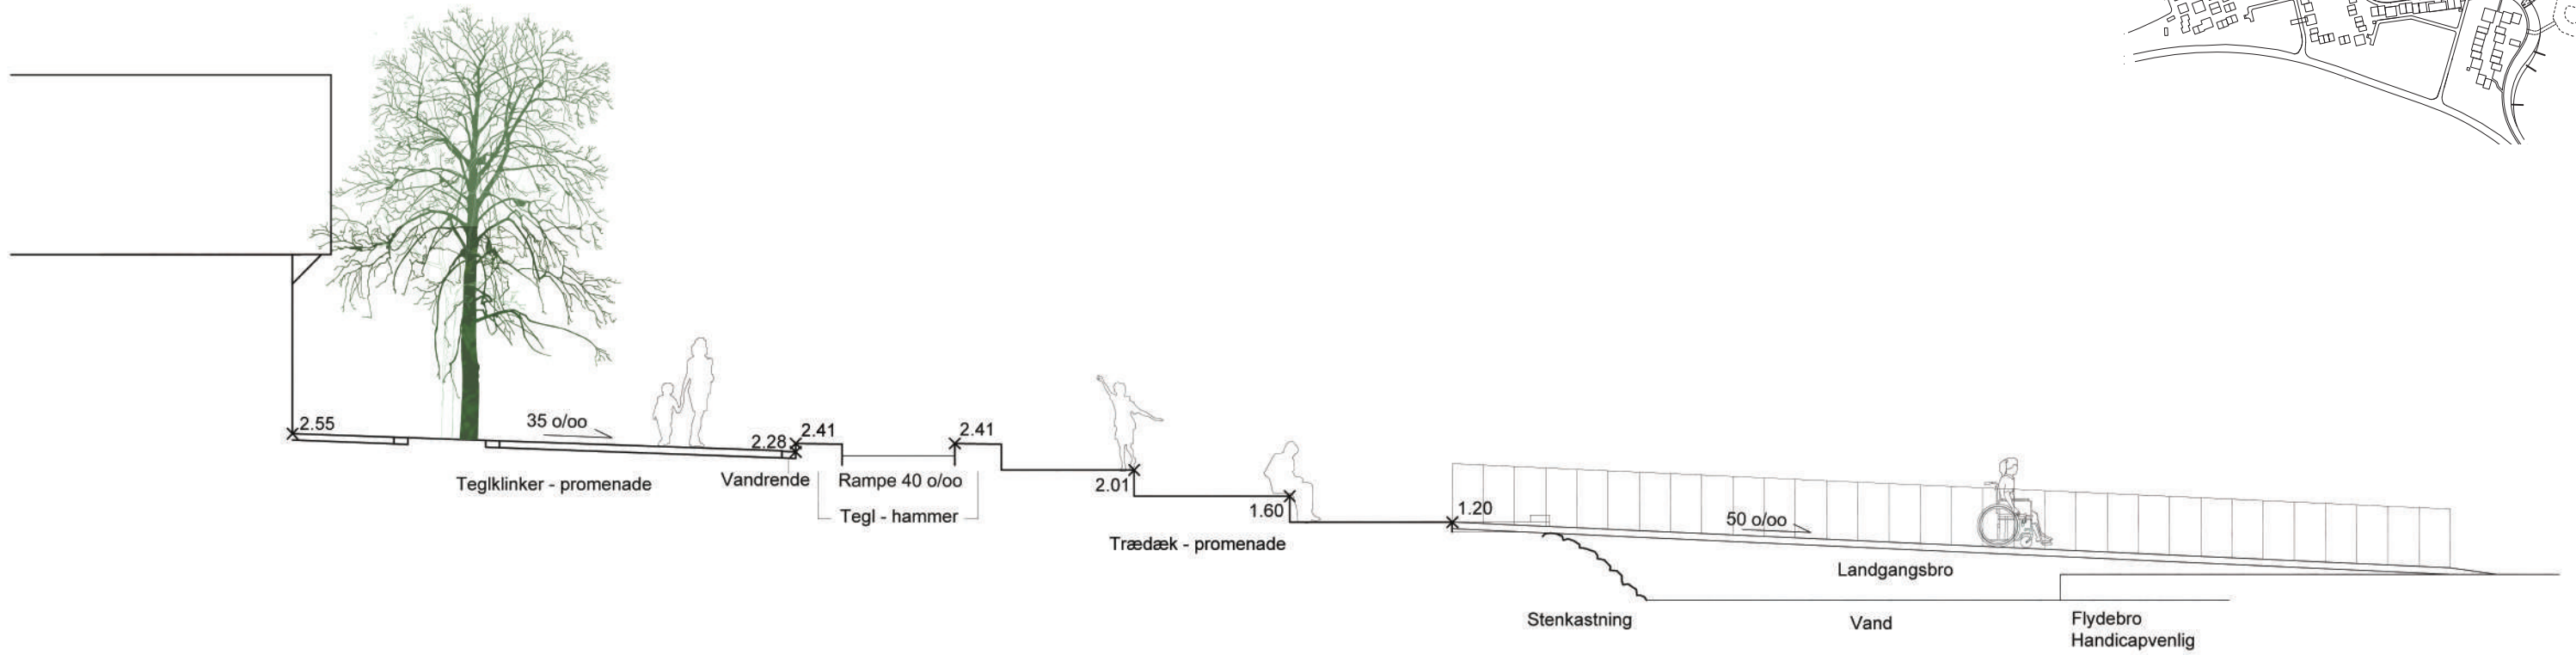 2.55
35 o/oo
2.28
2.41
2.41
Teglklinker - promenade
Vandrende
Rampe 40 o/oo
Tegl - hammer
2.01
1.60
Trædæk - promenade
1.20
50 o/oo
Landgangsbro
Stenkastning
Vand
Flydebro
Handicapvenlig